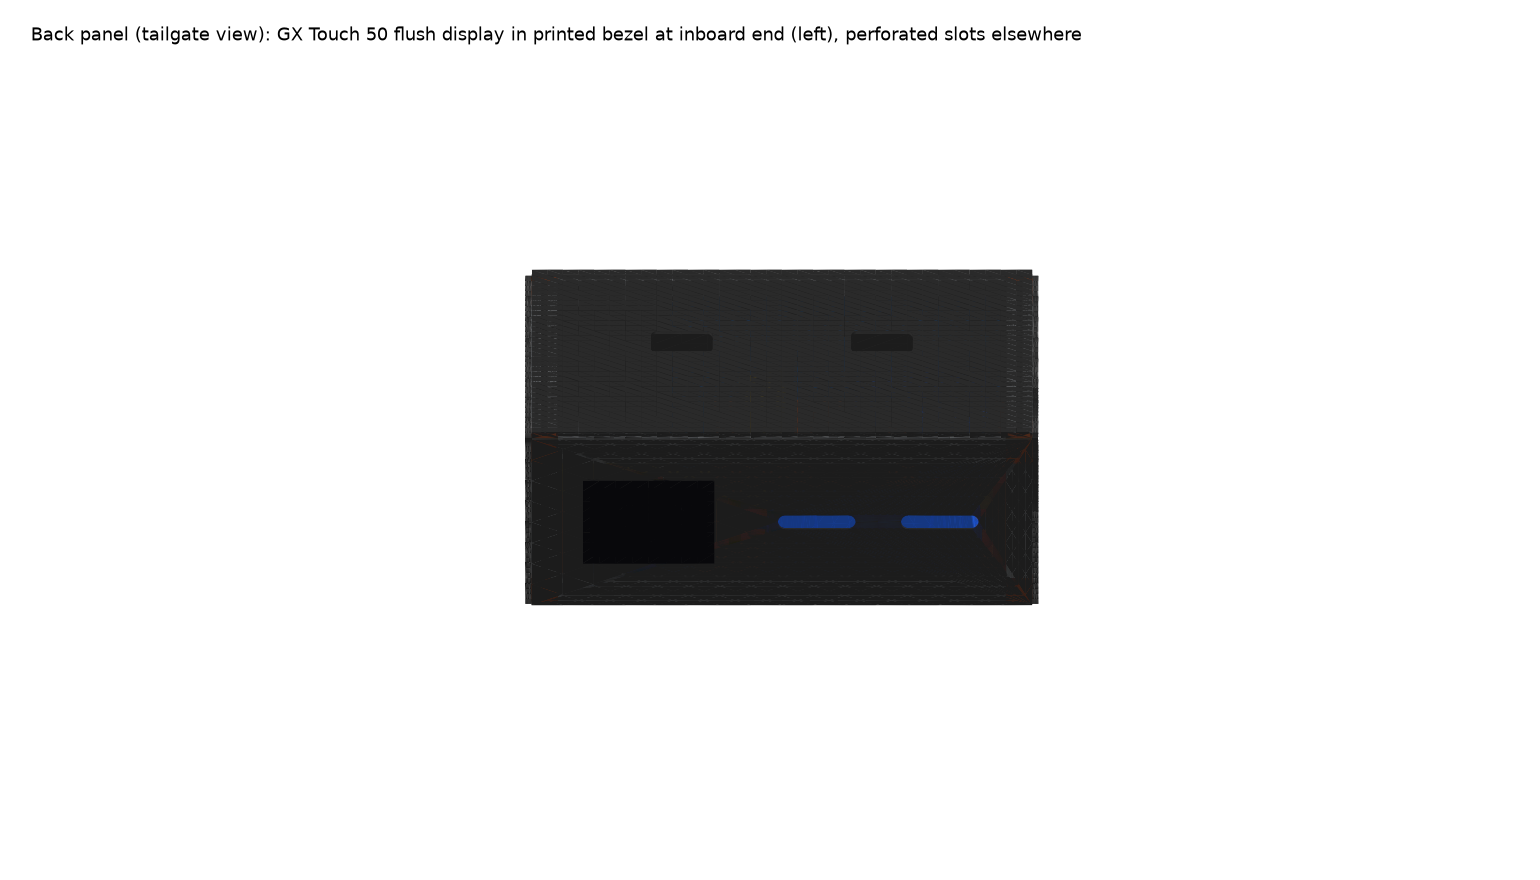 Back panel (tailgate view): GX Touch 50 flush display in printed bezel at inboard end (left), perforated slots elsewhere